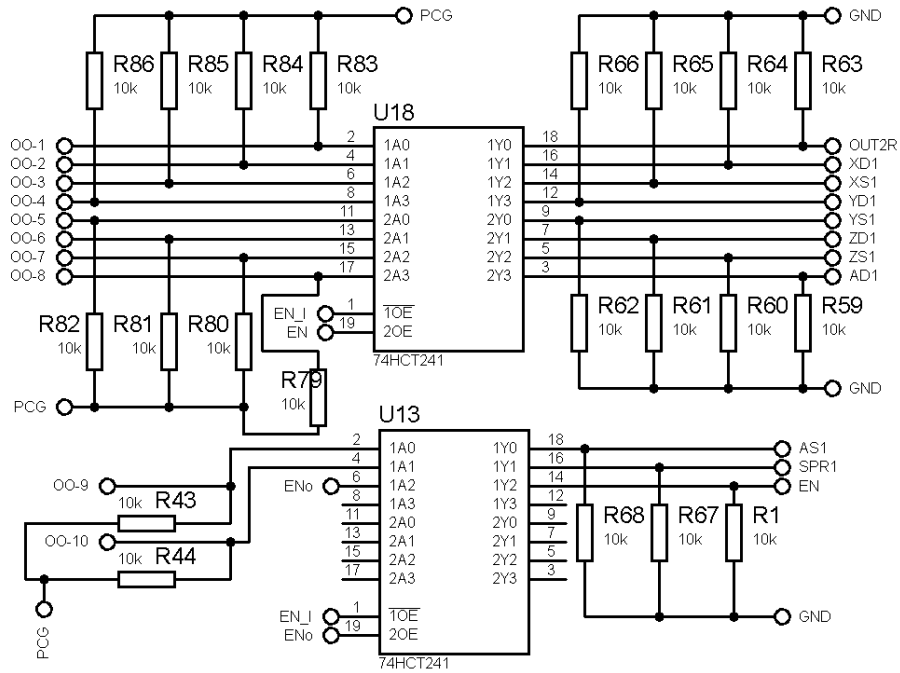 PCG GND
R86 R85 R84 R83 R66 R65 R64 R63
10k 10k 10k 10k 10k 10k 10k 10k
U18
OO-1 2 1A0 1Y0 18 OUT2R
OO-2 4 1A1 1Y1 16 XD1
OO-3 6 1A2 1Y2 14 XS1
OO-4 8 1A3 1Y3 12 YD1
OO-5 11 2A0 2Y0 9 YS1
OO-6 13 2A1 2Y1 7 ZD1
OO-7 15 2A2 2Y2 5 ZS1
OO-8 17 2A3 2Y3 3 AD1
EN_I 1 1OE
EN 19 2OE
R82 R81 R80 R62 R61 R60 R59
10k 10k 10k 10k 10k 10k 10k
74HCT241
R79
10k
PCG GND
U13
2 1A0 1Y0 18 AS1
4 1A1 1Y1 16 SPR1
OO-9 ENo 6 1A2 1Y2 14 EN
10k R43 8 1A3 1Y3 12
11 2A0 2Y0 9 R68 R67 R1
OO-10 13 2A1 2Y1 7 10k 10k 10k
10k R44 15 2A2 2Y2 5
17 2A3 2Y3 3
EN_I 1 1OE GND
ENo 19 2OE
PCG
74HCT241